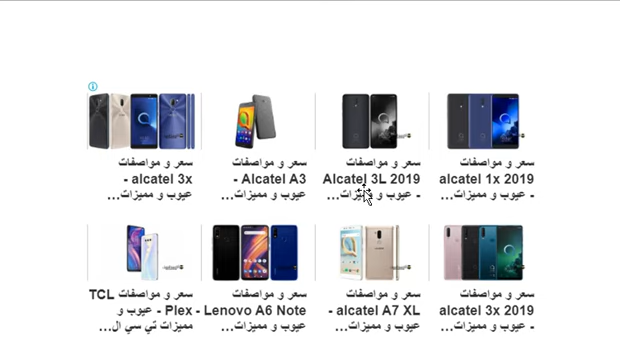 سعر و مواصفات
alcatel 1x 2019
- عيوب و مميزات...
سعر و مواصفات
Alcatel 3L 2019
- عيوب و مميزات...
سعر و مواصفات
Alcatel A3 -
عيوب و مميزات...
سعر و مواصفات
alcatel 3x -
عيوب و مميزات...
سعر و مواصفات
alcatel 3x 2019
- عيوب و مميزات...
سعر و مواصفات
alcatel A7 XL -
عيوب و مميزات...
سعر و مواصفات
Lenovo A6 Note -
عيوب و مميزات...
سعر و مواصفات TCL
Plex - عيوب و
مميزات تي سي ال...